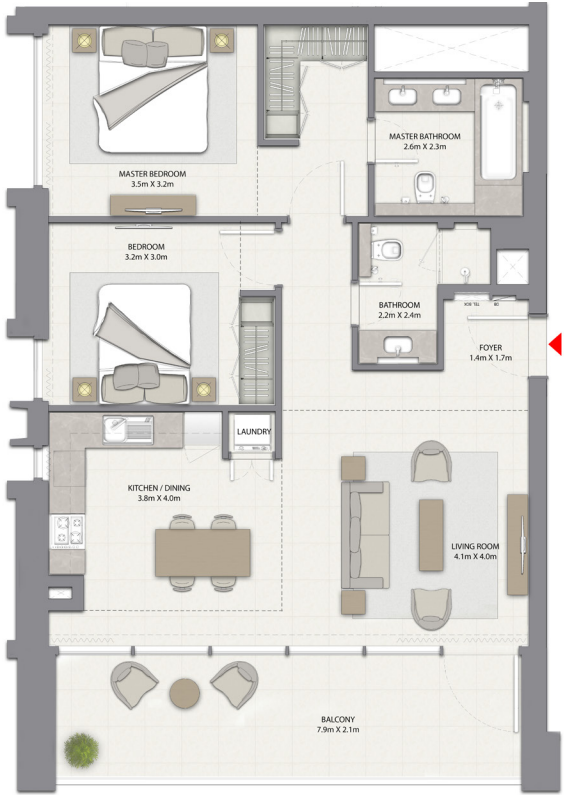 MASTER BATHROOM
2.6m X 2.3m
MASTER BEDROOM
3.5m X 3.2m
BEDROOM
3.2m X 3.0m
BATHROOM
2.2m X 2.4m
FOYER
1.4m X 1.7m
LAUNDRY
KITCHEN / DINING
3.8m X 4.0m
LIVING ROOM
4.1m X 4.0m
BALCONY
7.9m X 2.1m